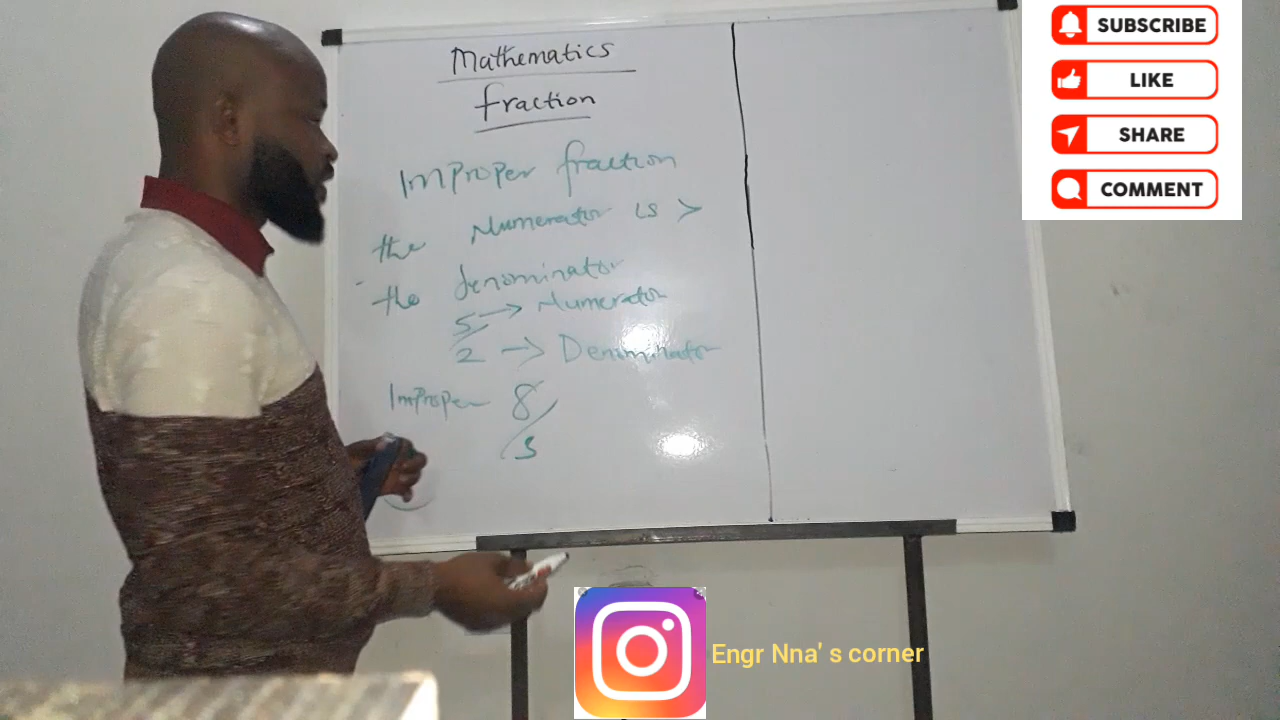 Mathematics
fraction
Improper fraction
the Numerator is >
the denominator
5 → Numerator
2 → Denominator
Improper 8/5
SUBSCRIBE
LIKE
SHARE
COMMENT
Engr Nna' s corner